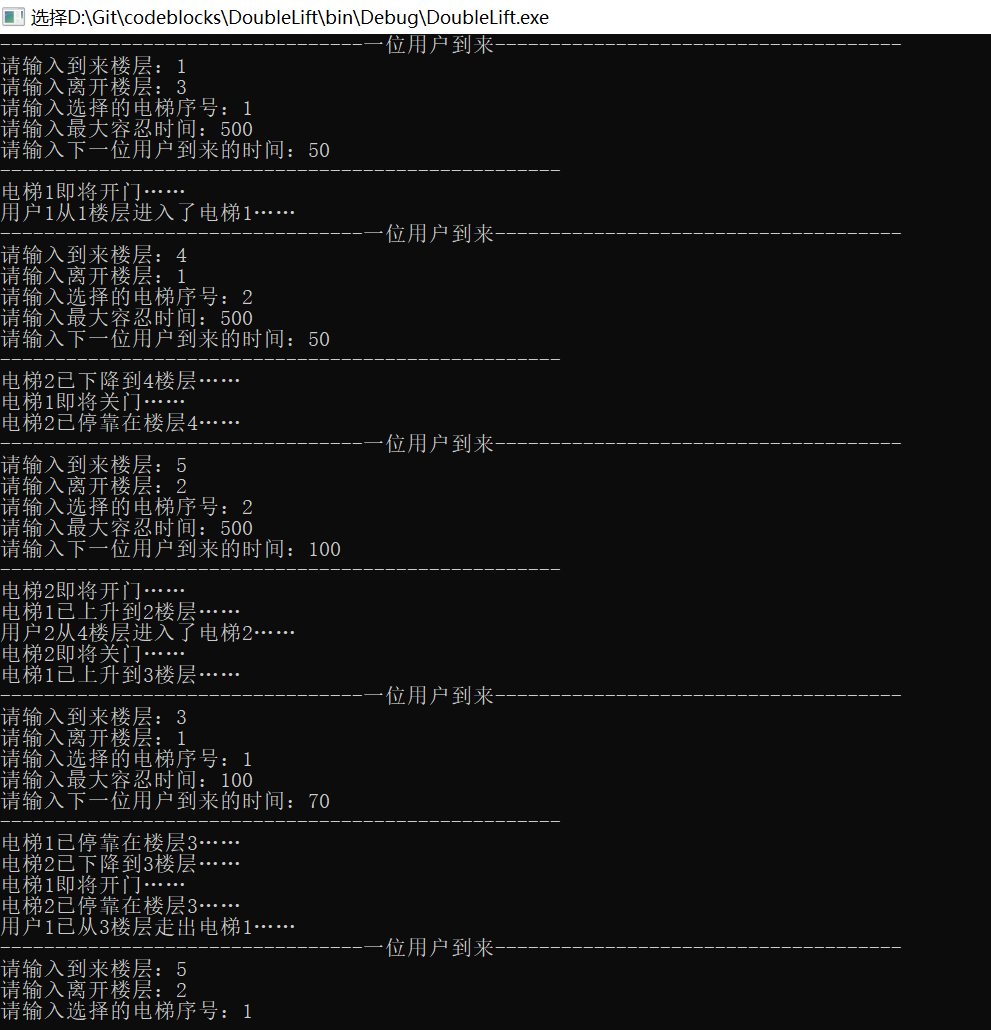 选择D:\Git\codeblocks\DoubleLift\bin\Debug\DoubleLift.exe
---------------------------------一位用户到来-------------------------------------
请输入到来楼层：1
请输入离开楼层：3
请输入选择的电梯序号：1
请输入最大容忍时间：500
请输入下一位用户到来的时间：50
---------------------------------------------------
电梯1即将开门……
用户1从1楼层进入了电梯1……
---------------------------------一位用户到来-------------------------------------
请输入到来楼层：4
请输入离开楼层：1
请输入选择的电梯序号：2
请输入最大容忍时间：500
请输入下一位用户到来的时间：50
---------------------------------------------------
电梯2已下降到4楼层……
电梯1即将关门……
电梯2已停靠在楼层4……
---------------------------------一位用户到来-------------------------------------
请输入到来楼层：5
请输入离开楼层：2
请输入选择的电梯序号：2
请输入最大容忍时间：500
请输入下一位用户到来的时间：100
---------------------------------------------------
电梯2即将开门……
电梯1已上升到2楼层……
用户2从4楼层进入了电梯2……
电梯2即将关门……
电梯1已上升到3楼层……
---------------------------------一位用户到来-------------------------------------
请输入到来楼层：3
请输入离开楼层：1
请输入选择的电梯序号：1
请输入最大容忍时间：100
请输入下一位用户到来的时间：70
---------------------------------------------------
电梯1已停靠在楼层3……
电梯2已下降到3楼层……
电梯1即将开门……
电梯2已停靠在楼层3……
用户1已从3楼层走出电梯1……
---------------------------------一位用户到来-------------------------------------
请输入到来楼层：5
请输入离开楼层：2
请输入选择的电梯序号：1